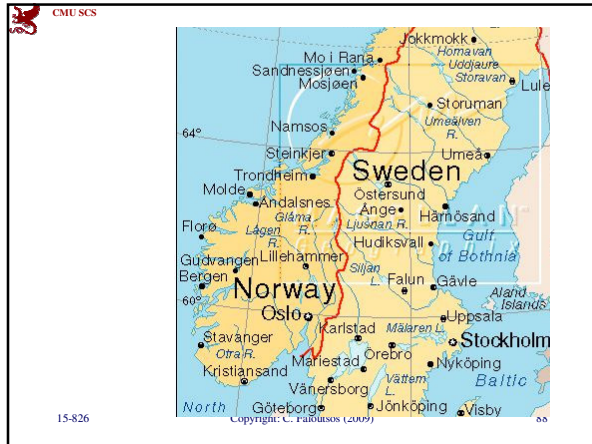 CMU SCS
Jokkmokk
Mo i Rana
Hornavan
Sandnessjøen
Uddjaure
Mosjøen
Storavan
Lule
Storuman
Umeälven
R.
Namsos
64°
Steinkjer
Umeå
Trondheim
Sweden
Molde
Östersund
Åndalsnes
Ånge
Härnösand
Glåma
R.
Ljusnan R.
Florø
Lågen
R.
Hudiksvall
Gulf
of Bothnia
Gudvangen
Lillehammer
Siljan
L.
Bergen
Falun
Gävle
Norway
Åland
Islands
60°
Oslo
Uppsala
Karlstad
Mälaren L.
Stockholm
Stavanger
Otra R.
Mariestad
Örebro
Nyköping
Kristiansand
Vänersborg
Vättern
L.
Baltic
North
Göteborg
Jönköping
Visby
15-826
Copyright: C. Faloutsos (2009)
88